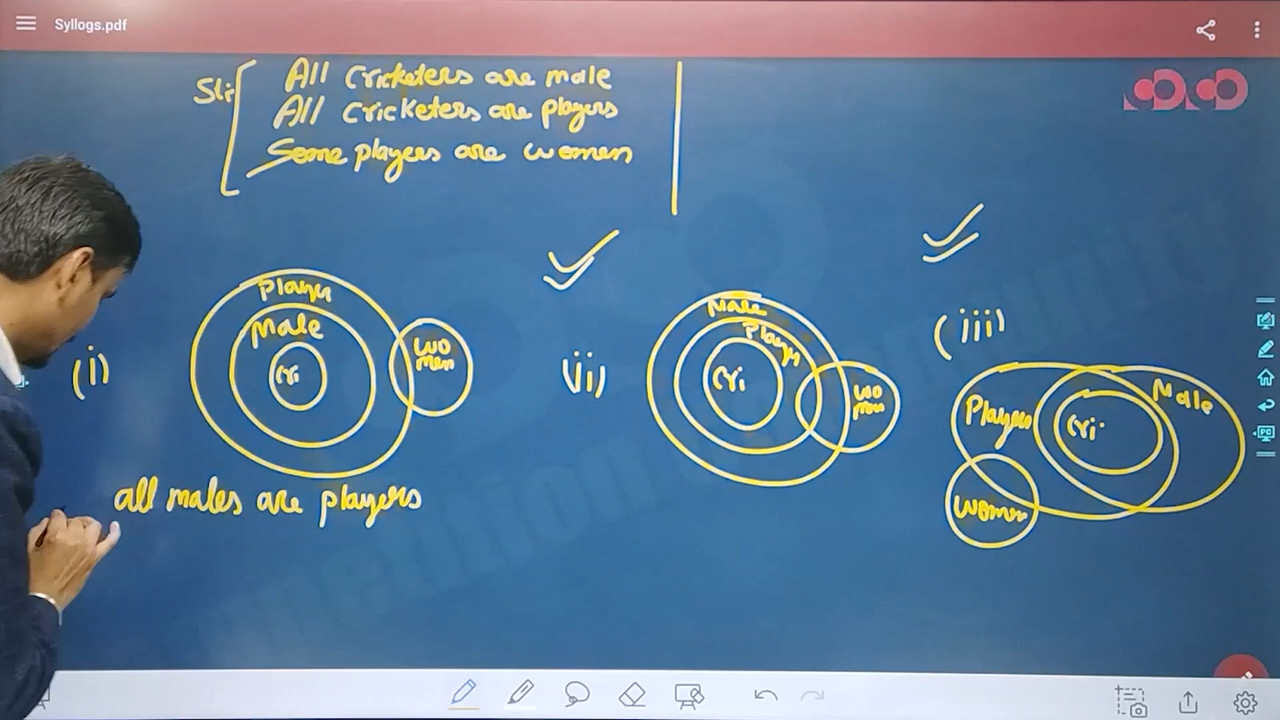 Syllogs.pdf
All cricketers are male
St:
All cricketers are players
Some players are women
(i)
Player
Male
Cri
Wo
men
all males are players
(ii)
Male
Player
Cri
Wo
men
(iii)
Players
Cri
Male
Women
PC